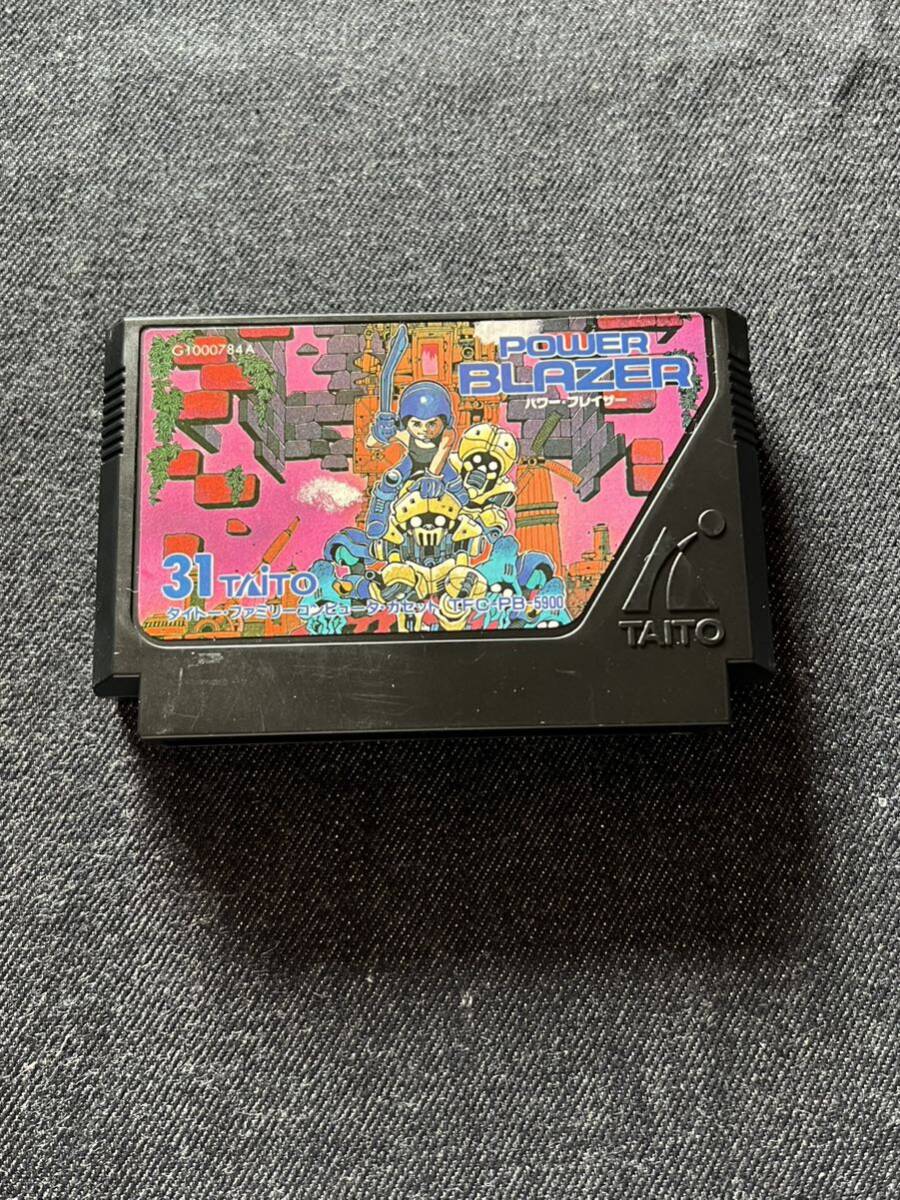 G1000784A
POWER
BLAZER
パワー・ブレイザー
31 TAITO
タイトー・ファミリーコンピュータ・カセット TFC-PB-5900
TAITO